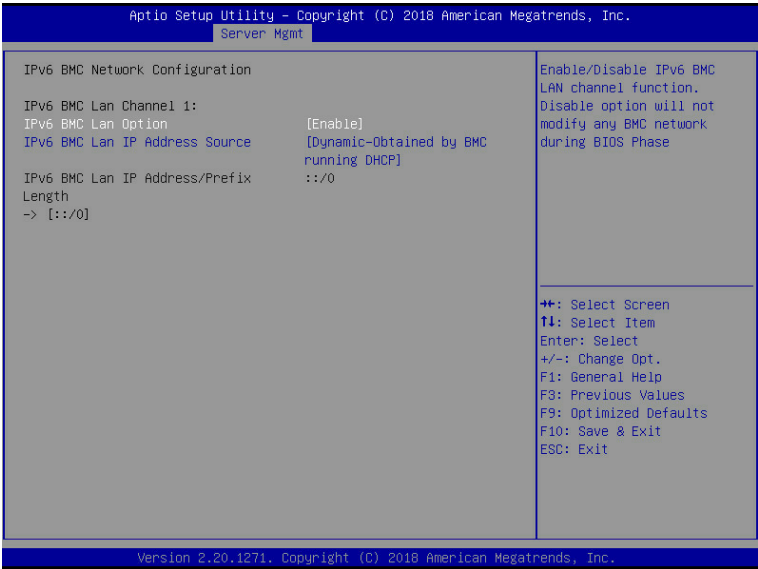 Aptio Setup Utility – Copyright (C) 2018 American Megatrends, Inc.
Server Mgmt
IPv6 BMC Network Configuration
IPv6 BMC Lan Channel 1:
IPv6 BMC Lan Option [Enable]
IPv6 BMC Lan IP Address Source [Dynamic-Obtained by BMC
running DHCP]
IPv6 BMC Lan IP Address/Prefix ::/0
Length
-> [::/0]
Enable/Disable IPv6 BMC
LAN channel function.
Disable option will not
modify any BMC network
during BIOS Phase
→←: Select Screen
↑↓: Select Item
Enter: Select
+/-: Change Opt.
F1: General Help
F3: Previous Values
F9: Optimized Defaults
F10: Save & Exit
ESC: Exit
Version 2.20.1271. Copyright (C) 2018 American Megatrends, Inc.